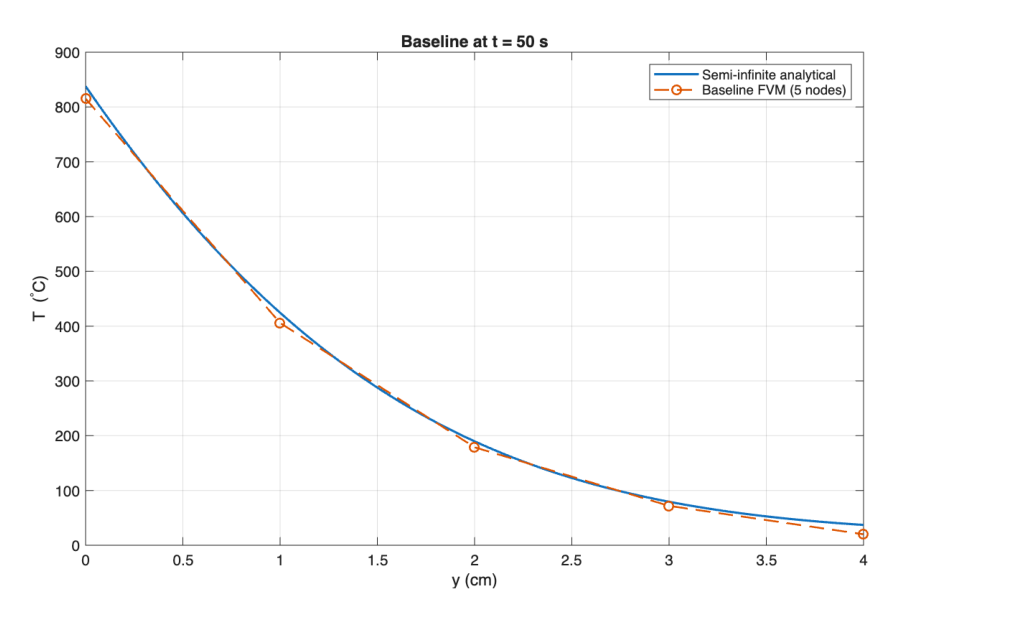 Baseline at t = 50 s
Semi-infinite analytical
Baseline FVM (5 nodes)
900
800
700
600
500
400
300
200
100
0
T (°C)
0 0.5 1 1.5 2 2.5 3 3.5 4
y (cm)